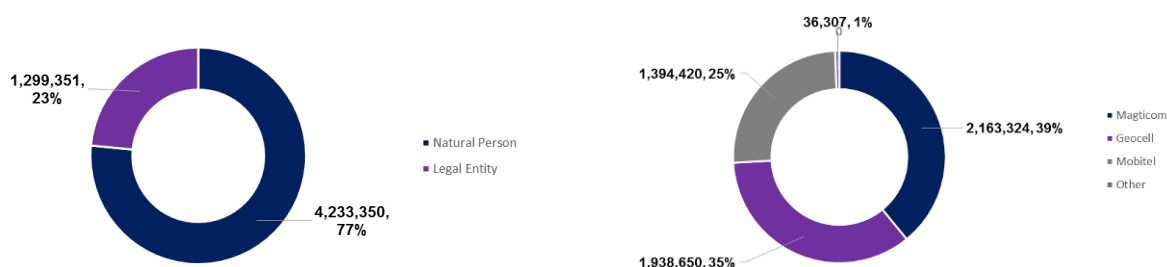 1,299,351,
23%
4,233,350,
77%
Natural Person
Legal Entity
36,307, 1%
0
1,394,420, 25%
2,163,324, 39%
1,938,650, 35%
Magticom
Geocell
Mobitel
Other